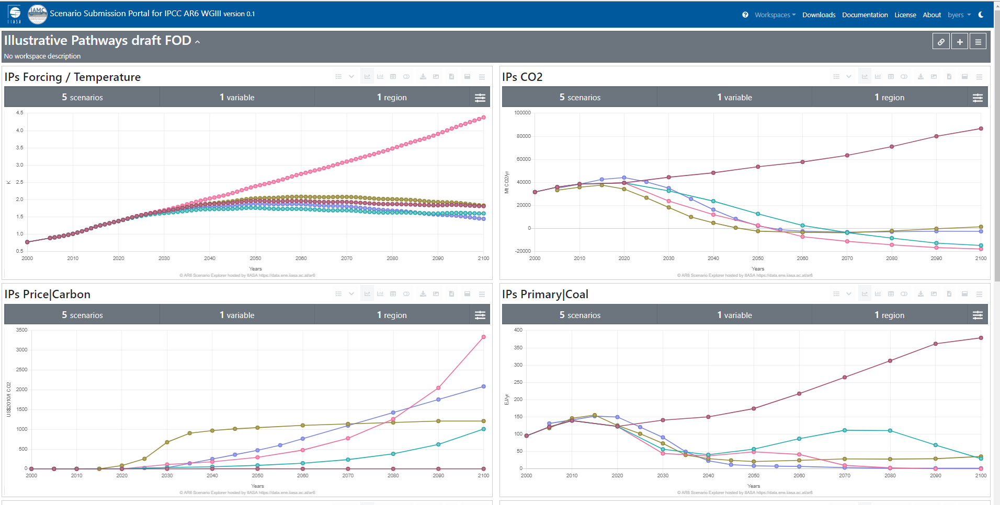 IIASA
IAMC
Scenario Submission Portal for IPCC AR6 WGIII version 0.1
Workspaces
Downloads
Documentation
License
About
byers
Illustrative Pathways draft FOD
No workspace description
IPs Forcing / Temperature
5 scenarios
1 variable
1 region
4.5
4.0
3.5
3.0
2.5
2.0
1.5
1.0
0.5
K
2000 2010 2020 2030 2040 2050 2060 2070 2080 2090 2100
Years
© AR6 Scenario Explorer hosted by IIASA https://data.ene.iiasa.ac.at/ar6
IPs CO2
5 scenarios
1 variable
1 region
100000
80000
60000
40000
20000
0
-20000
Mt CO2/yr
2000 2010 2020 2030 2040 2050 2060 2070 2080 2090 2100
Years
© AR6 Scenario Explorer hosted by IIASA https://data.ene.iiasa.ac.at/ar6
IPs Price|Carbon
5 scenarios
1 variable
1 region
3500
3000
2500
2000
1500
1000
500
0
US$2010/t CO2
2000 2010 2020 2030 2040 2050 2060 2070 2080 2090 2100
Years
© AR6 Scenario Explorer hosted by IIASA https://data.ene.iiasa.ac.at/ar6
IPs Primary|Coal
5 scenarios
1 variable
1 region
400
350
300
250
200
150
100
50
0
EJ/yr
2000 2010 2020 2030 2040 2050 2060 2070 2080 2090 2100
Years
© AR6 Scenario Explorer hosted by IIASA https://data.ene.iiasa.ac.at/ar6